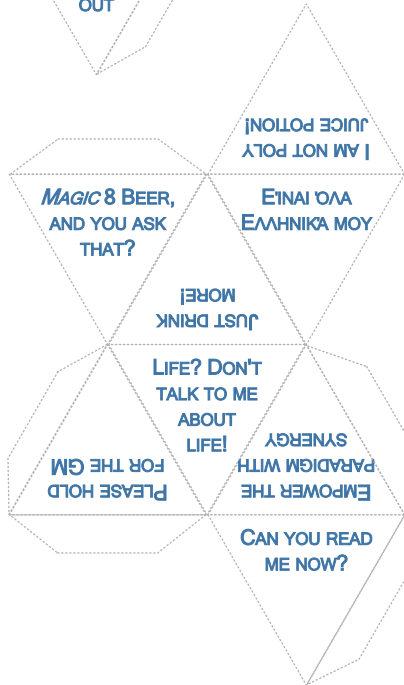 OUT
I AM NOT POLY
JUICE POTION!
MAGIC 8 BEER,
AND YOU ASK
THAT?
ΕΊΝΑΙ ΌΛΑ
ΕΛΛΗΝΙΚΆ ΜΟΥ
JUST DRINK
MORE!
LIFE? DON'T
TALK TO ME
ABOUT
LIFE!
PLEASE HOLD
FOR THE GM
EMPOWER THE
PARADIGM WITH
SYNERGY
CAN YOU READ
ME NOW?